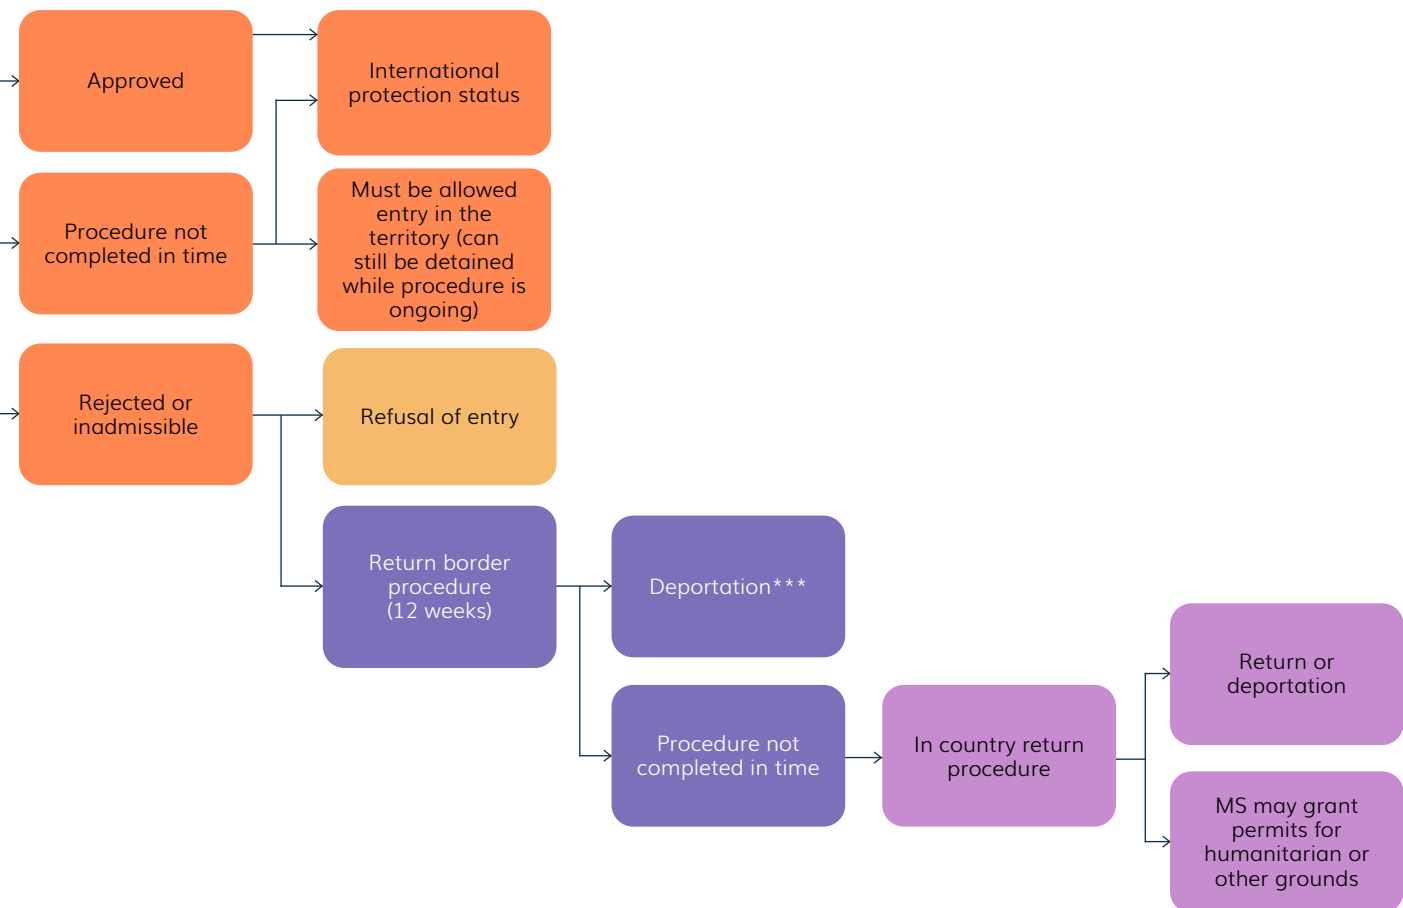 Approved
International
protection status
Procedure not
completed in time
Must be allowed
entry in the
territory (can
still be detained
while procedure is
ongoing)
Rejected or
inadmissible
Refusal of entry
Return border
procedure
(12 weeks)
Deportation***
Procedure not
completed in time
In country return
procedure
Return or
deportation
MS may grant
permits for
humanitarian or
other grounds